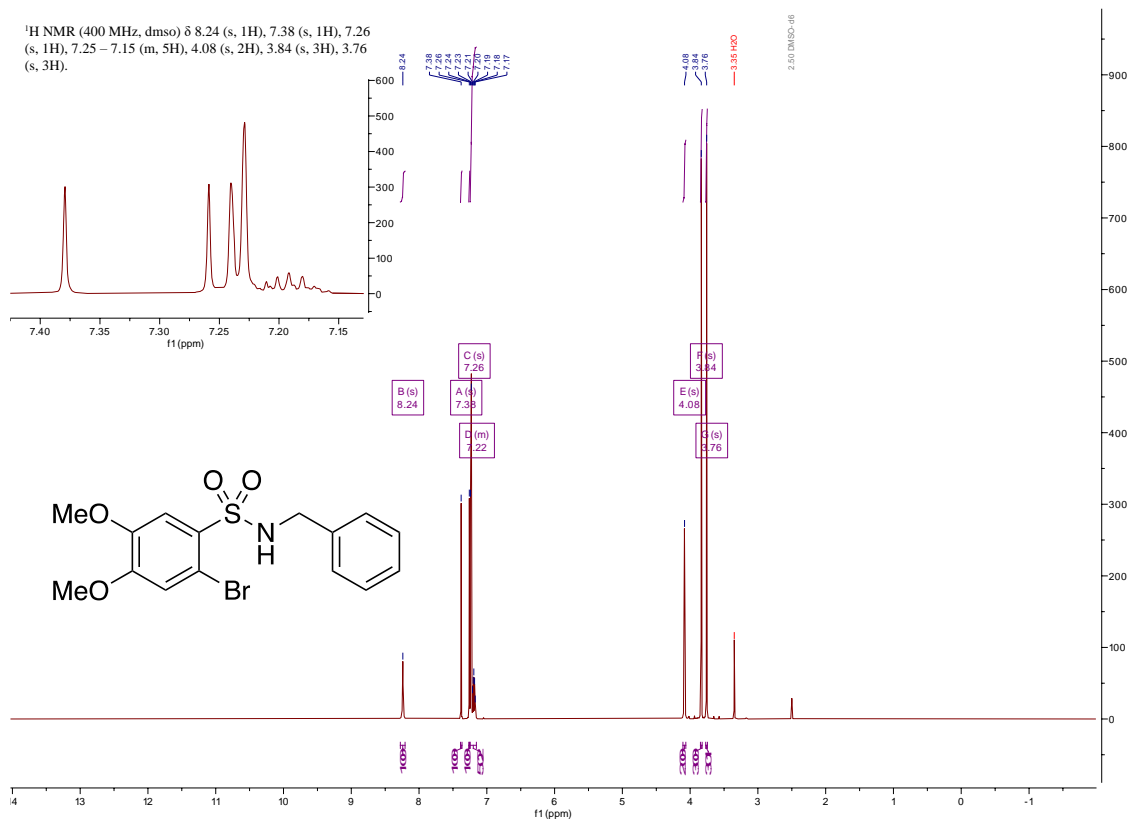 ¹H NMR (400 MHz, dmso) δ 8.24 (s, 1H), 7.38 (s, 1H), 7.26
(s, 1H), 7.25 – 7.15 (m, 5H), 4.08 (s, 2H), 3.84 (s, 3H), 3.76
(s, 3H).
8.24
7.38
7.26
7.24
7.23
7.21
7.20
7.19
7.18
7.17
4.08
3.84
3.76
3.35 H2O
2.50 DMSO-d6
600
500
400
300
200
100
0
7.40 7.35 7.30 7.25 7.20 7.15
f1 (ppm)
900
800
700
600
500
400
300
200
100
0
C (s)
7.26
F (s)
3.84
B (s)
8.24
A (s)
7.38
E (s)
4.08
D (m)
7.22
G (s)
3.76
O O
MeO S
N
H
MeO Br
14 13 12 11 10 9 8 7 6 5 4 3 2 1 0 -1
f1 (ppm)